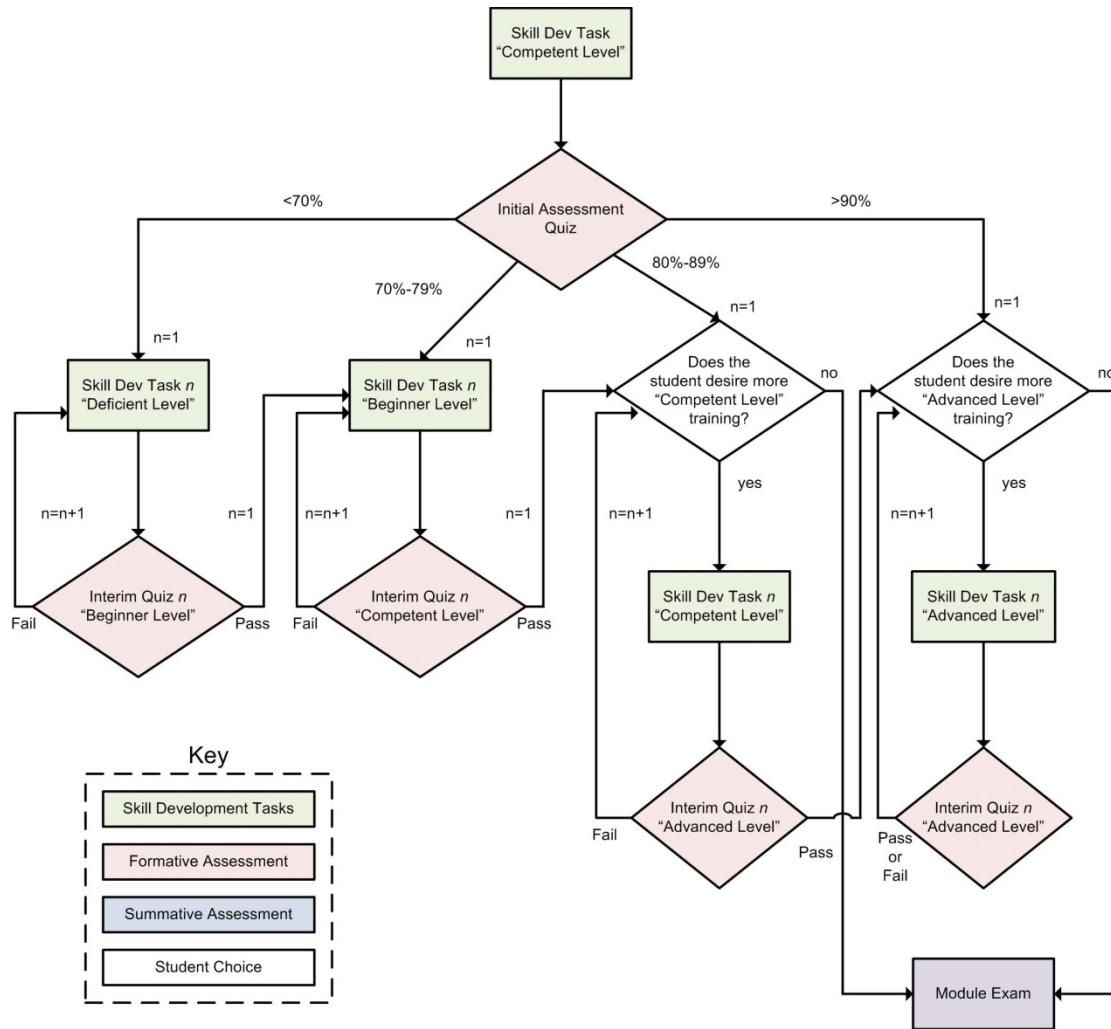 Skill Dev Task
“Competent Level”
Initial Assessment
Quiz
<70%
70%-79%
80%-89%
>90%
n=1
n=1
n=1
n=1
Skill Dev Task n
“Deficient Level”
Skill Dev Task n
“Beginner Level”
Does the
student desire more
“Competent Level”
training?
no
Does the
student desire more
“Advanced Level”
training?
no
yes
yes
n=n+1
n=1
n=n+1
n=1
n=n+1
n=n+1
Interim Quiz n
“Beginner Level”
Fail
Pass
Interim Quiz n
“Competent Level”
Fail
Pass
Skill Dev Task n
“Competent Level”
Skill Dev Task n
“Advanced Level”
Interim Quiz n
“Advanced Level”
Fail
Pass
Interim Quiz n
“Advanced Level”
Pass
or
Fail
Key
Skill Development Tasks
Formative Assessment
Summative Assessment
Student Choice
Module Exam